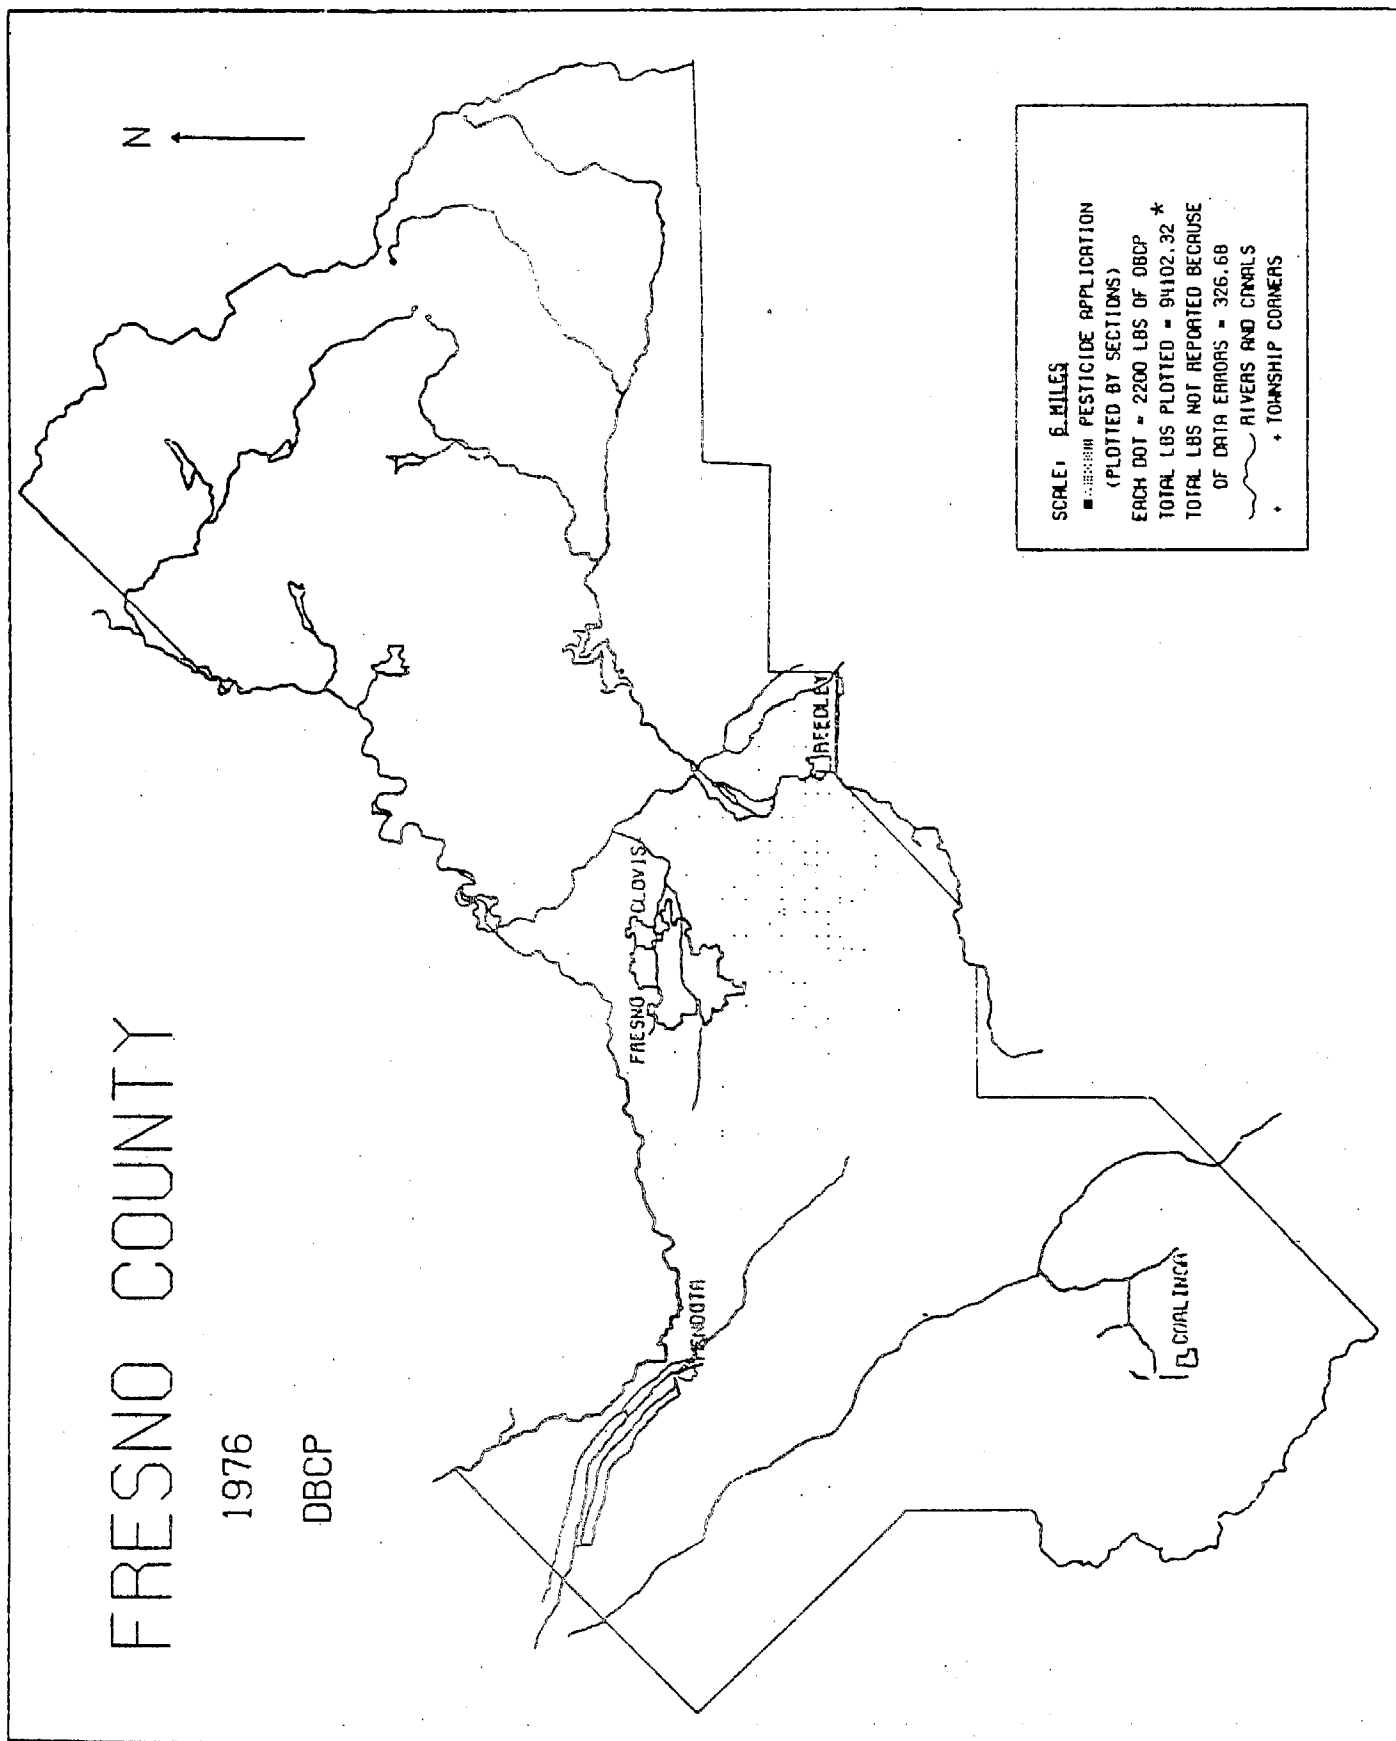 FRESNO COUNTY
1976
DBCP
N
FRESNO
CLOVIS
REEDLEY
MENDOTA
COALINGA
SCALE: 6 MILES
PESTICIDE APPLICATION
(PLOTTED BY SECTIONS)
EACH DOT = 2200 LBS OF DBCP
TOTAL LBS PLOTTED = 94102.32 *
TOTAL LBS NOT REPORTED BECAUSE
OF DATA ERRORS = 326.68
RIVERS AND CANALS
+ + TOWNSHIP CORNERS